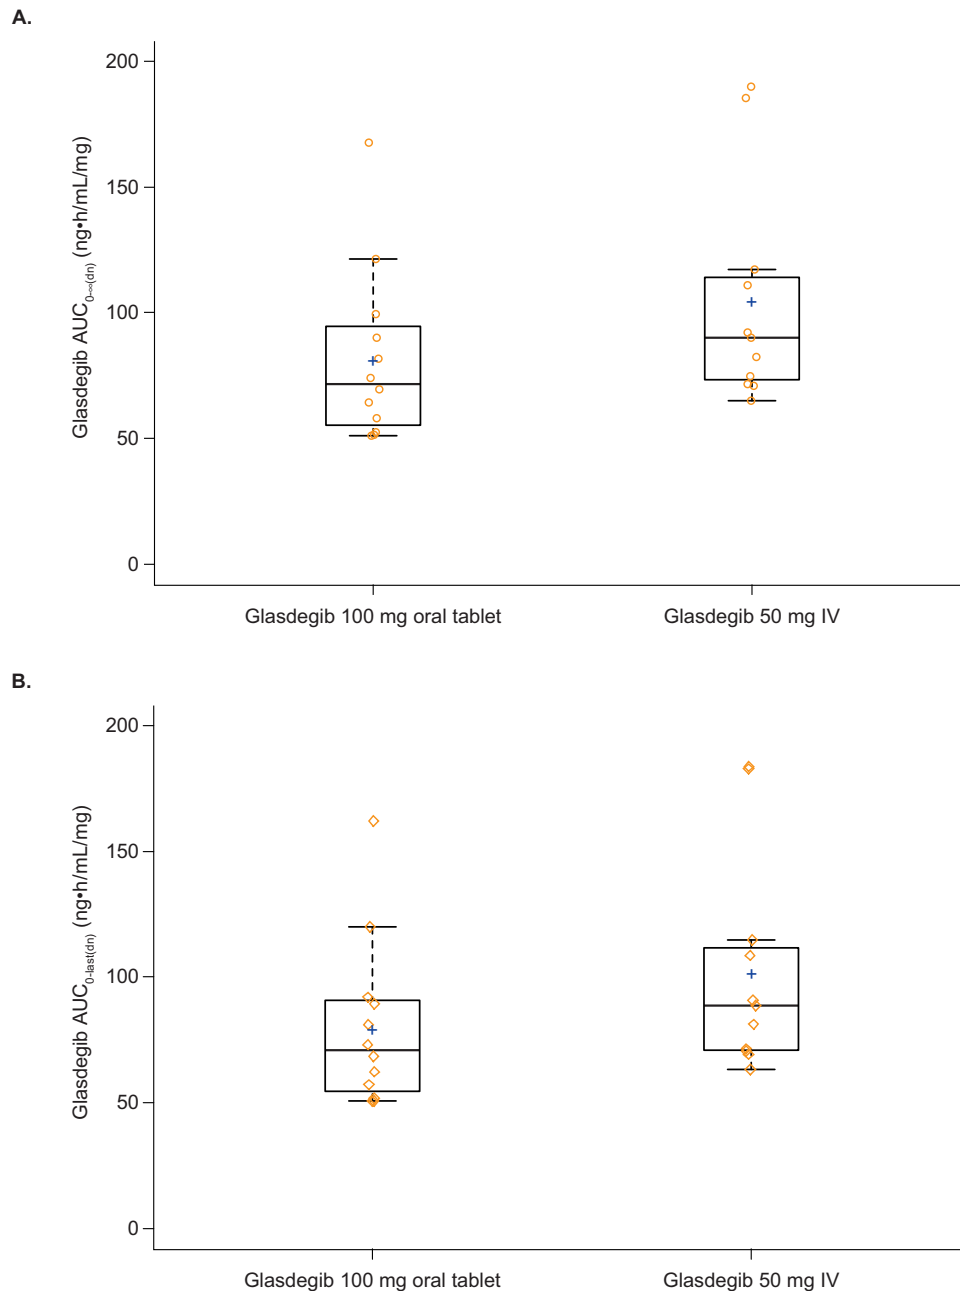 A.
Glasdegib AUC0-∞(dn) (ng•h/mL/mg)
200
150
100
50
0
Glasdegib 100 mg oral tablet
Glasdegib 50 mg IV
B.
Glasdegib AUC0-last(dn) (ng•h/mL/mg)
200
150
100
50
0
Glasdegib 100 mg oral tablet
Glasdegib 50 mg IV